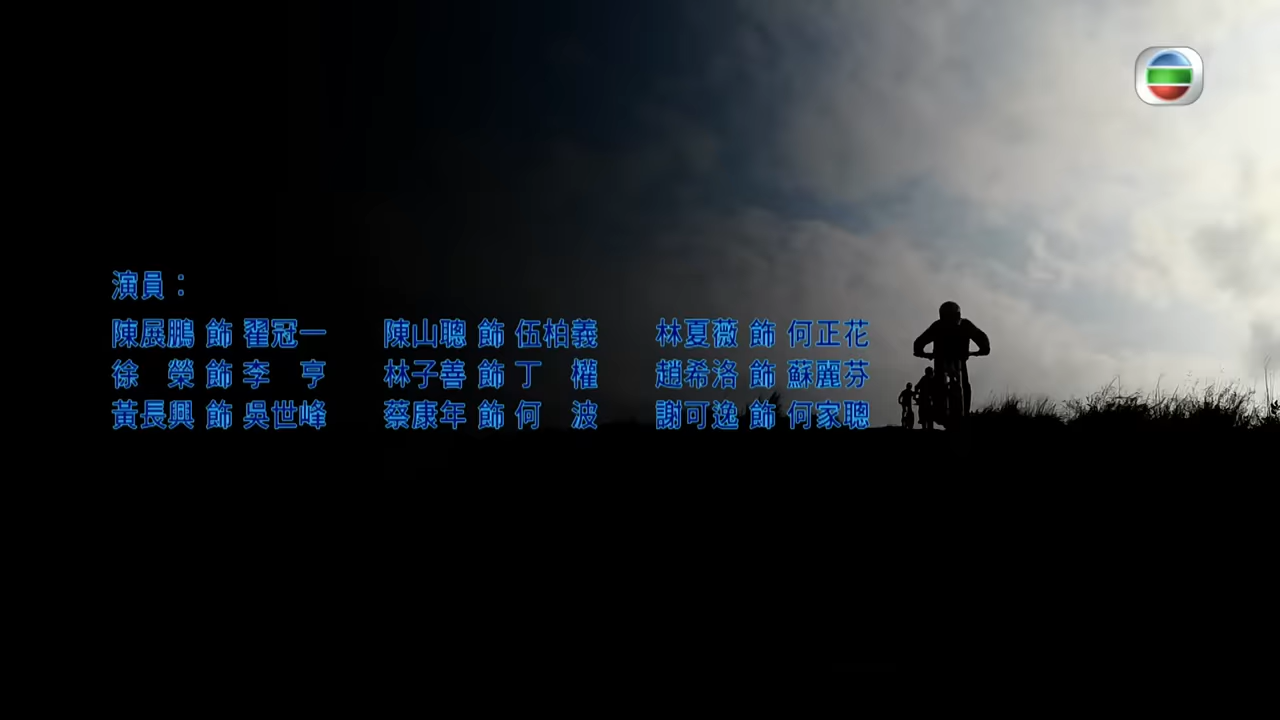 演員：
陳展鵬 飾 翟冠一 陳山聰 飾 伍柏義 林夏薇 飾 何正花
徐　榮 飾 李　亨 林子善 飾 丁　櫂 趙希洛 飾 蘇麗芬
黃長興 飾 吳世峰 蔡康年 飾 何　波 謝可逸 飾 何家聰